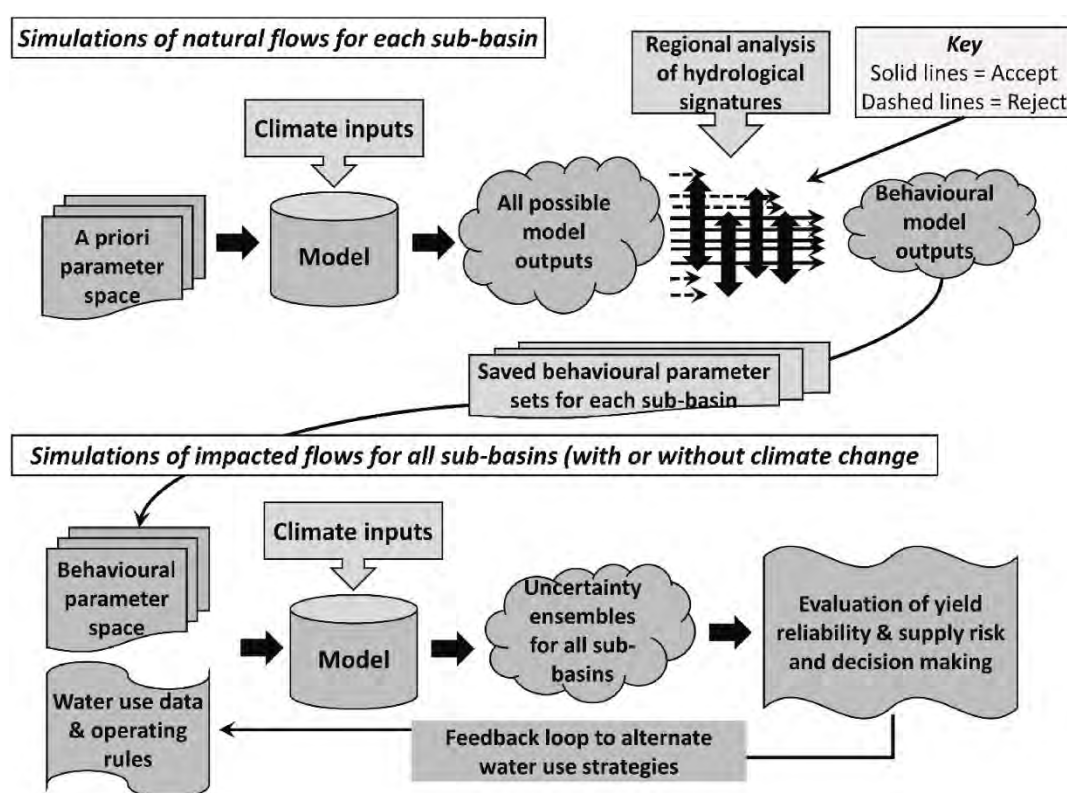 Simulations of natural flows for each sub-basin
Regional analysis
of hydrological
signatures
Key
Solid lines = Accept
Dashed lines = Reject
Climate inputs
A priori
parameter
space
Model
All possible
model
outputs
Behavioural
model
outputs
Saved behavioural parameter
sets for each sub-basin
Simulations of impacted flows for all sub-basins (with or without climate change
Climate inputs
Behavioural
parameter
space
Water use data
& operating
rules
Model
Uncertainty
ensembles
for all sub-
basins
Evaluation of yield
reliability & supply risk
and decision making
Feedback loop to alternate
water use strategies